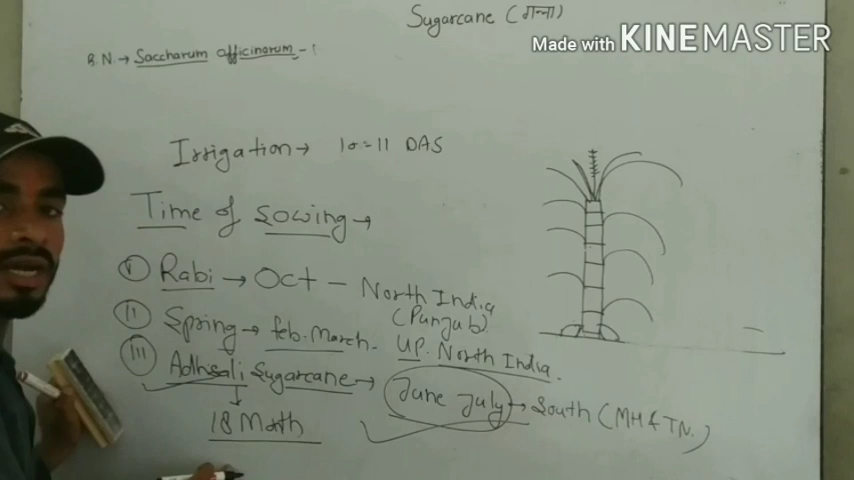 Sugarcane (गन्ना)
Made with KINEMASTER
B.N. → Saccharum officinarum -
Irrigation → 10=11 DAS
Time of Sowing →
I Rabi → Oct - North India
(Punjab)
II Spring → feb. March. UP. North India.
III Adhsali Sugarcane → June July → South (MH & TN.)
18 Month